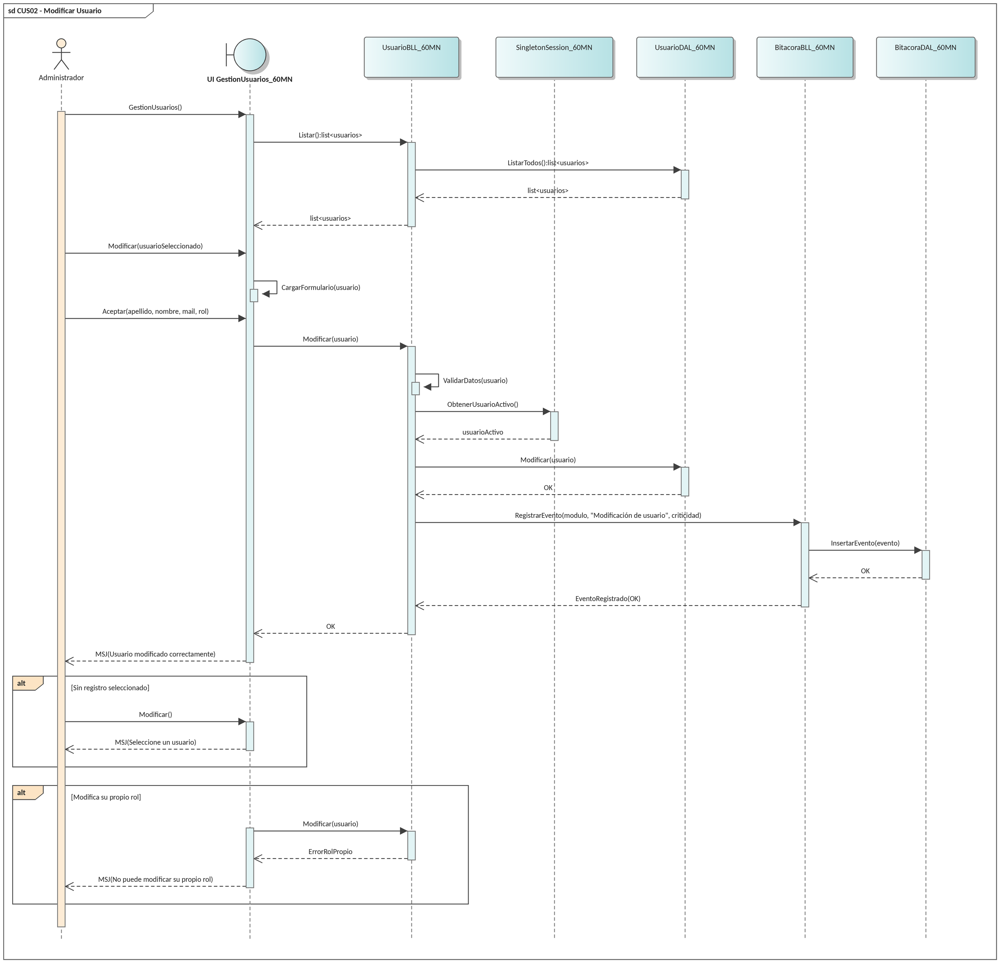 sd CUS02 - Modificar Usuario
Administrador
UI GestionUsuarios_60MN
UsuarioBLL_60MN
SingletonSession_60MN
UsuarioDAL_60MN
BitacoraBLL_60MN
BitacoraDAL_60MN
GestionUsuarios()
Listar():list<usuarios>
ListarTodos():list<usuarios>
list<usuarios>
list<usuarios>
Modificar(usuarioSeleccionado)
CargarFormulario(usuario)
Aceptar(apellido, nombre, mail, rol)
Modificar(usuario)
ValidarDatos(usuario)
ObtenerUsuarioActivo()
usuarioActivo
Modificar(usuario)
OK
RegistrarEvento(modulo, "Modificación de usuario", criticidad)
InsertarEvento(evento)
OK
EventoRegistrado(OK)
OK
MSJ(Usuario modificado correctamente)
alt
[Sin registro seleccionado]
Modificar()
MSJ(Seleccione un usuario)
alt
[Modifica su propio rol]
Modificar(usuario)
ErrorRolPropio
MSJ(No puede modificar su propio rol)